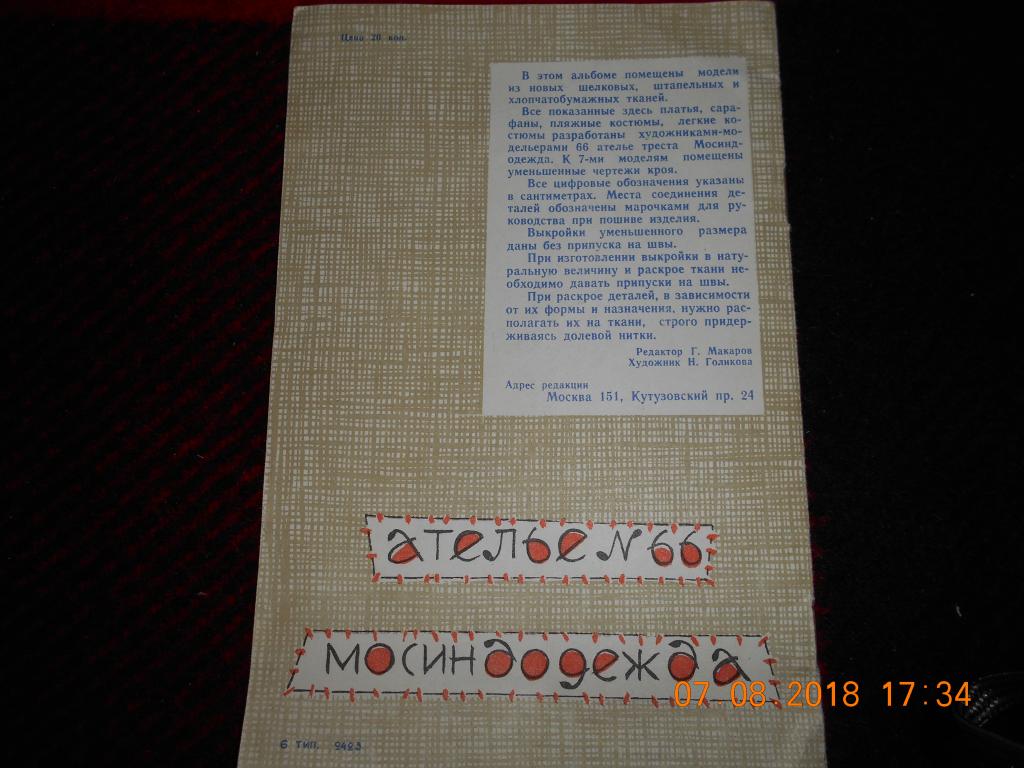 Цена 20 коп.
В этом альбоме помещены модели
из новых шелковых, штапельных и
хлопчатобумажных тканей.
Все показанные здесь платья, сара-
фаны, пляжные костюмы, легкие ко-
стюмы разработаны художниками-мо-
дельерами 66 ателье треста Мосинд-
одежда. К 7-ми моделям помещены
уменьшенные чертежи кроя.
Все цифровые обозначения указаны
в сантиметрах. Места соединения де-
талей обозначены марочками для ру-
ководства при пошиве изделия.
Выкройки уменьшенного размера
даны без припуска на швы.
При изготовлении выкройки в нату-
ральную величину и раскрое ткани не-
обходимо давать припуски на швы.
При раскрое деталей, в зависимости
от их формы и назначения, нужно рас-
полагать их на ткани, строго придер-
живаясь долевой нитки.
Редактор Г. Макаров
Художник Н. Голикова
Адрес редакции
Москва 151, Кутузовский пр. 24
ателье N 66
мосиндодежда
07 08 2018 17:34
6 тип.